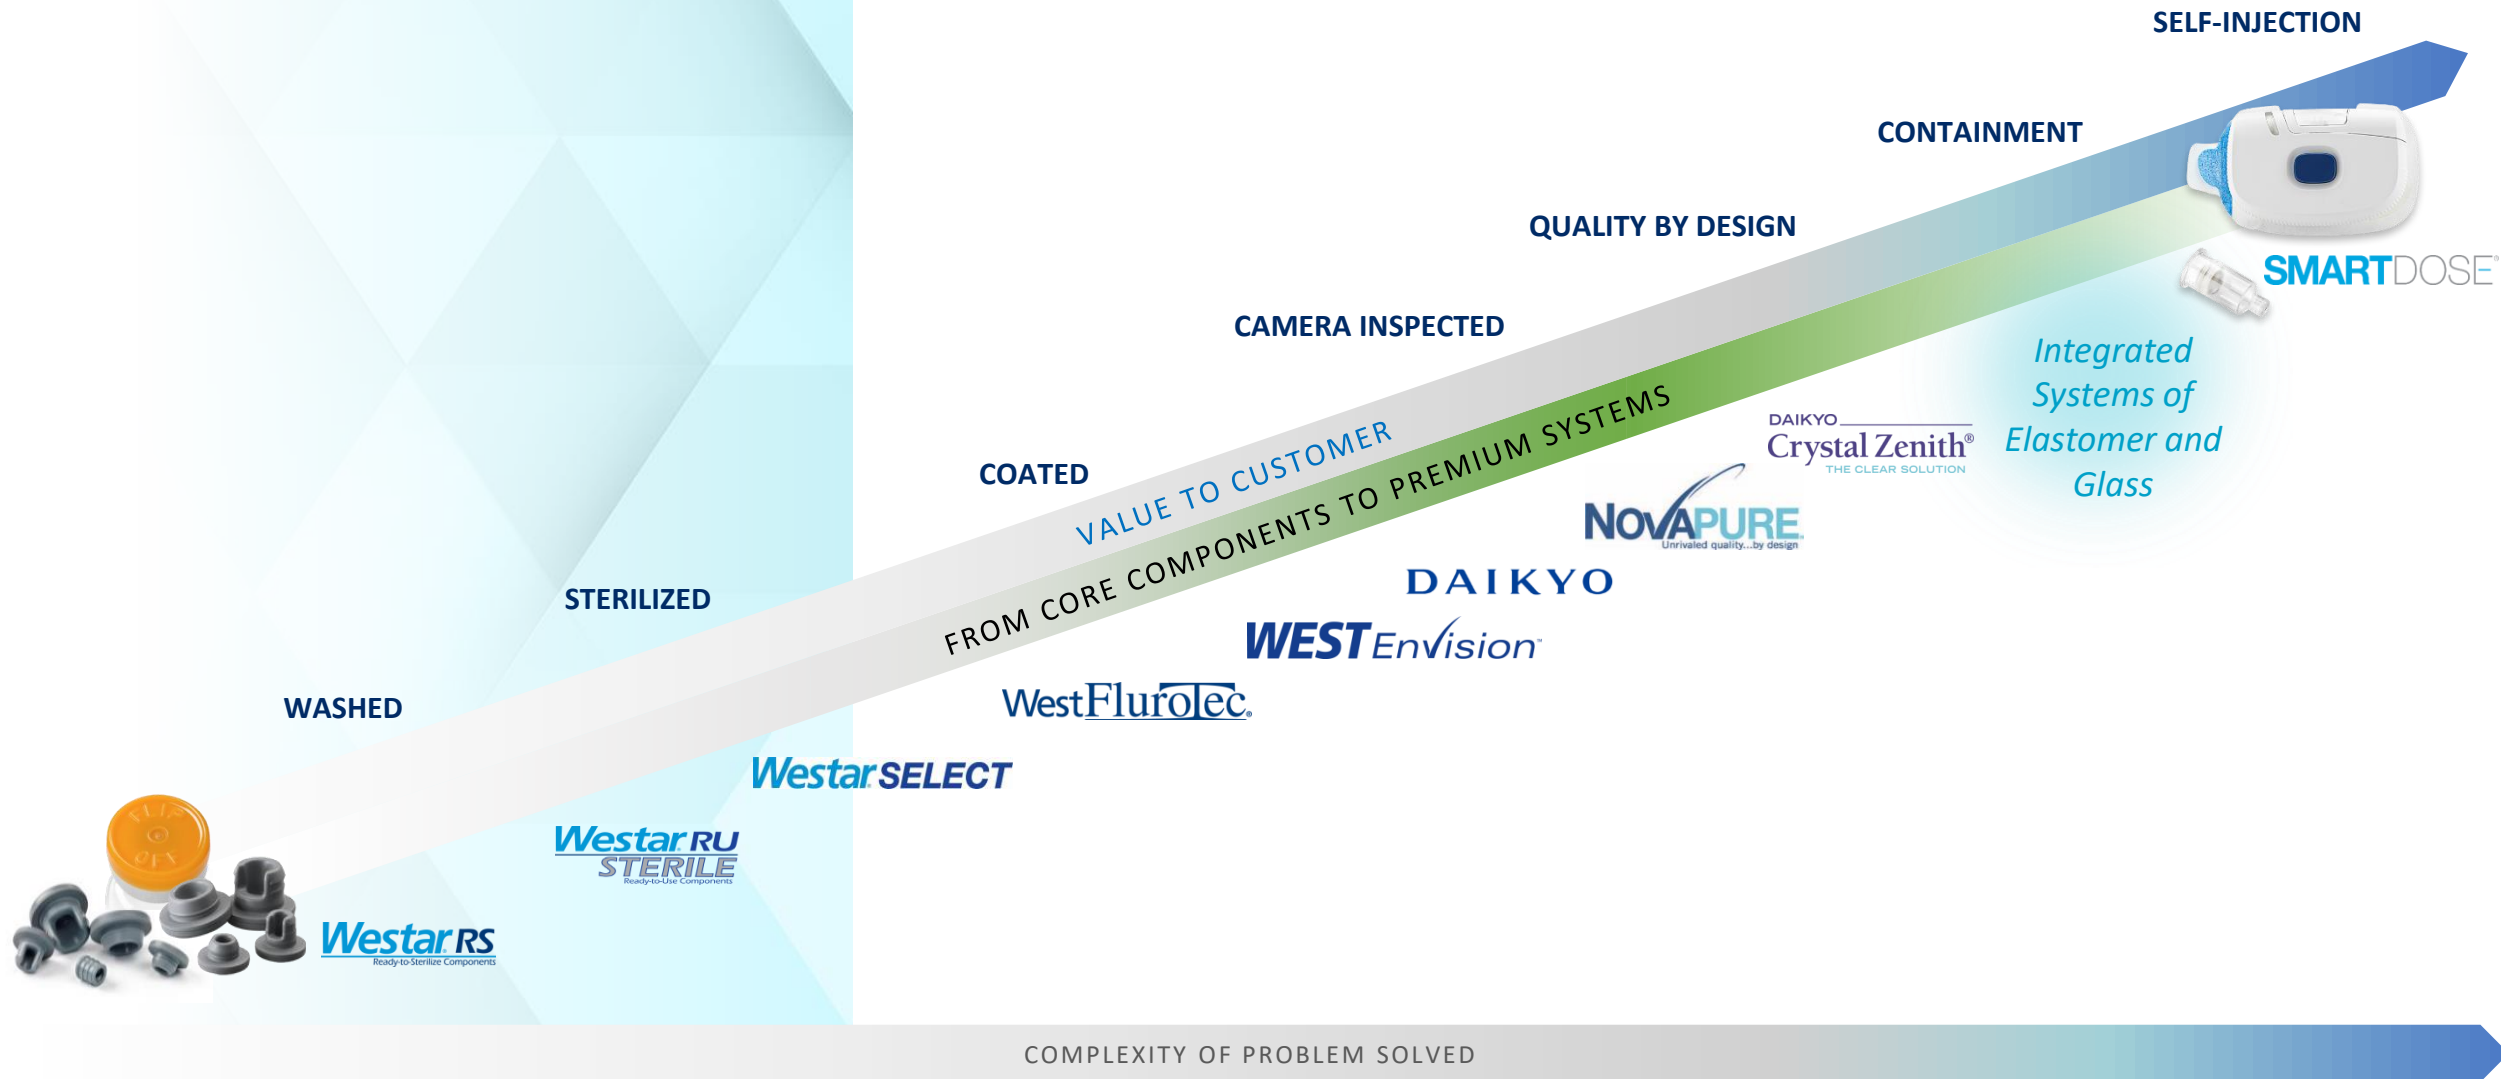 SELF-INJECTION
CONTAINMENT
QUALITY BY DESIGN
CAMERA INSPECTED
COATED
STERILIZED
WASHED
VALUE TO CUSTOMER
FROM CORE COMPONENTS TO PREMIUM SYSTEMS
SMARTDOSE®
Integrated
Systems of
Elastomer and
Glass
DAIKYO
Crystal Zenith®
THE CLEAR SOLUTION
NOVAPURE
Unrivaled quality...by design
DAIKYO
WEST Envision™
WestFluroTec®
Westar SELECT
Westar RU
STERILE
Ready-to-Use Components
Westar RS
Ready-to-Sterilize Components
FLIP
OFF
COMPLEXITY OF PROBLEM SOLVED